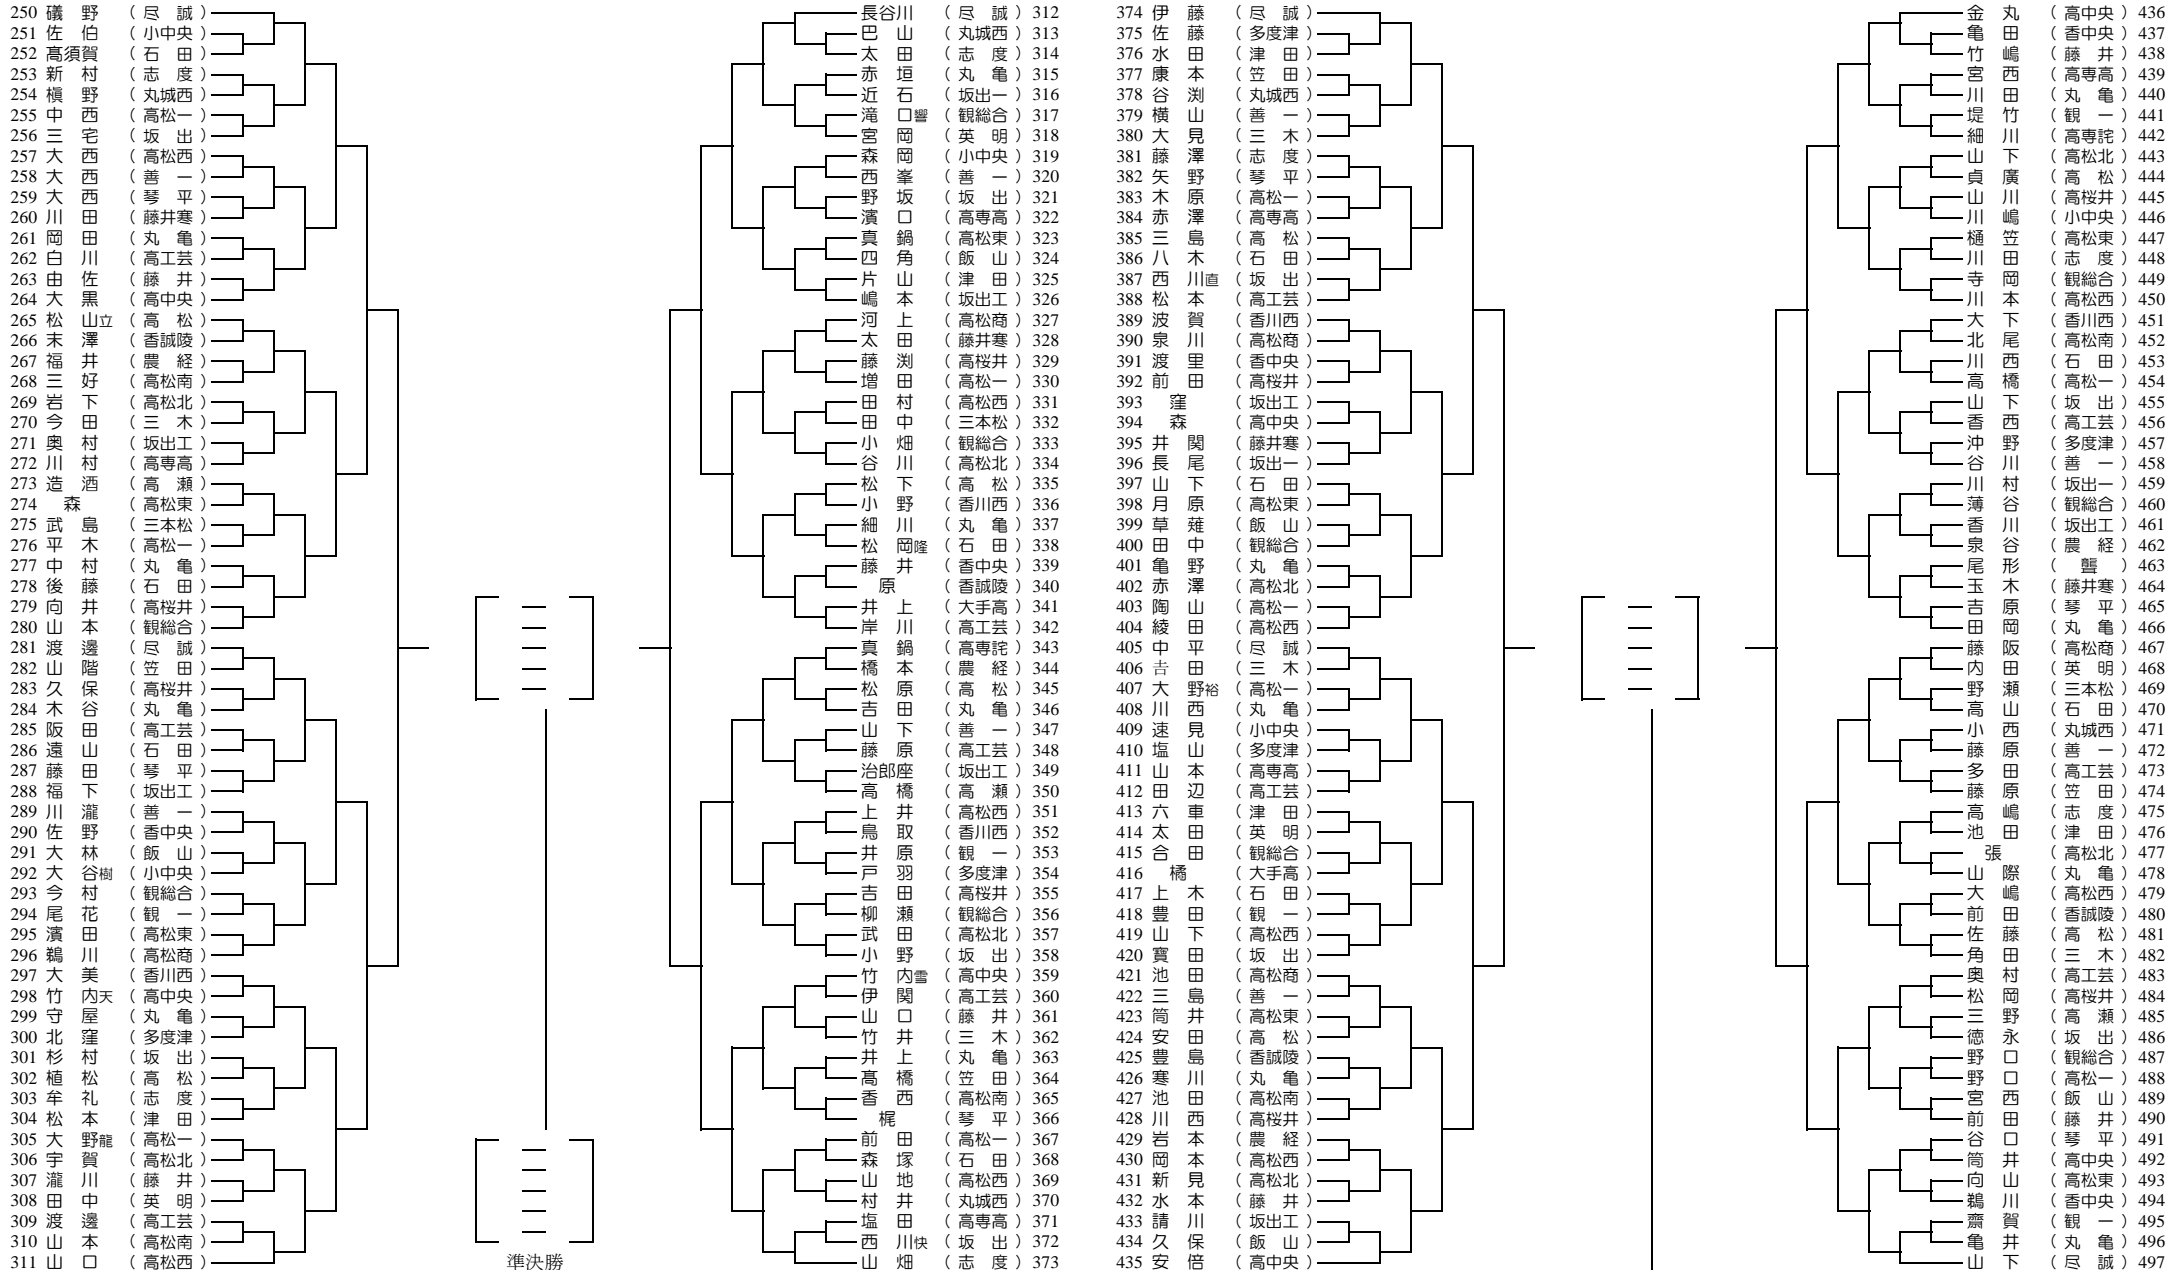 250 礒 野 （ 尽 誠 ）
251 佐 伯 （ 小中央 ）
252 髙須賀 （ 石 田 ）
253 新 村 （ 志 度 ）
254 槇 野 （ 丸城西 ）
255 中 西 （ 高松一 ）
256 三 宅 （ 坂 出 ）
257 大 西 （ 高松西 ）
258 大 西 （ 善 一 ）
259 大 西 （ 琴 平 ）
260 川 田 （ 藤井寒 ）
261 岡 田 （ 丸 亀 ）
262 白 川 （ 高工芸 ）
263 由 佐 （ 藤 井 ）
264 大 黒 （ 高中央 ）
265 松 山立 （ 高 松 ）
266 末 澤 （ 香誠陵 ）
267 福 井 （ 農 経 ）
268 三 好 （ 高松南 ）
269 岩 下 （ 高松北 ）
270 今 田 （ 三 木 ）
271 奥 村 （ 坂出工 ）
272 川 村 （ 高専高 ）
273 造 酒 （ 高 瀬 ）
274 森 （ 高松東 ）
275 武 島 （ 三本松 ）
276 平 木 （ 高松一 ）
277 中 村 （ 丸 亀 ）
278 後 藤 （ 石 田 ）
279 向 井 （ 高桜井 ）
280 山 本 （ 観総合 ）
281 渡 邊 （ 尽 誠 ）
282 山 階 （ 笠 田 ）
283 久 保 （ 高桜井 ）
284 木 谷 （ 丸 亀 ）
285 阪 田 （ 高工芸 ）
286 遠 山 （ 石 田 ）
287 藤 田 （ 琴 平 ）
288 福 下 （ 坂出工 ）
289 川 瀧 （ 善 一 ）
290 佐 野 （ 香中央 ）
291 大 林 （ 飯 山 ）
292 大 谷樹 （ 小中央 ）
293 今 村 （ 観総合 ）
294 尾 花 （ 観 一 ）
295 濱 田 （ 高松東 ）
296 鵜 川 （ 高松商 ）
297 大 美 （ 香川西 ）
298 竹 内天 （ 高中央 ）
299 守 屋 （ 丸 亀 ）
300 北 窪 （ 多度津 ）
301 杉 村 （ 坂 出 ）
302 植 松 （ 高 松 ）
303 牟 礼 （ 志 度 ）
304 松 本 （ 津 田 ）
305 大 野龍 （ 高松一 ）
306 宇 賀 （ 高松北 ）
307 瀧 川 （ 藤 井 ）
308 田 中 （ 英 明 ）
309 渡 邊 （ 高工芸 ）
310 山 本 （ 高松南 ）
311 山 口 （ 高松西 ）
準決勝
長谷川 （ 尽 誠 ） 312
巴 山 （ 丸城西 ） 313
太 田 （ 志 度 ） 314
赤 垣 （ 丸 亀 ） 315
近 石 （ 坂出一 ） 316
滝 口響 （ 観総合 ） 317
宮 岡 （ 英 明 ） 318
森 岡 （ 小中央 ） 319
西 峯 （ 善 一 ） 320
野 坂 （ 坂 出 ） 321
濱 口 （ 高専高 ） 322
真 鍋 （ 高松東 ） 323
四 角 （ 飯 山 ） 324
片 山 （ 津 田 ） 325
嶋 本 （ 坂出工 ） 326
河 上 （ 高松商 ） 327
太 田 （ 藤井寒 ） 328
藤 渕 （ 高桜井 ） 329
増 田 （ 高松一 ） 330
田 村 （ 高松西 ） 331
田 中 （ 三本松 ） 332
小 畑 （ 観総合 ） 333
谷 川 （ 高松北 ） 334
松 下 （ 高 松 ） 335
小 野 （ 香川西 ） 336
細 川 （ 丸 亀 ） 337
松 岡隆 （ 石 田 ） 338
藤 井 （ 香中央 ） 339
原 （ 香誠陵 ） 340
井 上 （ 大手高 ） 341
岸 川 （ 高工芸 ） 342
真 鍋 （ 高専詫 ） 343
橋 本 （ 農 経 ） 344
松 原 （ 高 松 ） 345
吉 田 （ 丸 亀 ） 346
山 下 （ 善 一 ） 347
藤 原 （ 高工芸 ） 348
治郎座 （ 坂出工 ） 349
高 橋 （ 高 瀬 ） 350
上 井 （ 高松西 ） 351
鳥 取 （ 香川西 ） 352
井 原 （ 観 一 ） 353
戸 羽 （ 多度津 ） 354
吉 田 （ 高桜井 ） 355
柳 瀬 （ 観総合 ） 356
武 田 （ 高松北 ） 357
小 野 （ 坂 出 ） 358
竹 内雪 （ 高中央 ） 359
伊 関 （ 高工芸 ） 360
山 口 （ 藤 井 ） 361
竹 井 （ 三 木 ） 362
井 上 （ 丸 亀 ） 363
髙 橋 （ 笠 田 ） 364
香 西 （ 高松南 ） 365
梶 （ 琴 平 ） 366
前 田 （ 高松一 ） 367
森 塚 （ 石 田 ） 368
山 地 （ 高松西 ） 369
村 井 （ 丸城西 ） 370
塩 田 （ 高専高 ） 371
西 川快 （ 坂 出 ） 372
山 畑 （ 志 度 ） 373
374 伊 藤 （ 尽 誠 ）
375 佐 藤 （ 多度津 ）
376 水 田 （ 津 田 ）
377 康 本 （ 笠 田 ）
378 谷 渕 （ 丸城西 ）
379 横 山 （ 善 一 ）
380 大 見 （ 三 木 ）
381 藤 澤 （ 志 度 ）
382 矢 野 （ 琴 平 ）
383 木 原 （ 高松一 ）
384 赤 澤 （ 高専高 ）
385 三 島 （ 高 松 ）
386 八 木 （ 石 田 ）
387 西 川直 （ 坂 出 ）
388 松 本 （ 高工芸 ）
389 波 賀 （ 香川西 ）
390 泉 川 （ 高松商 ）
391 渡 里 （ 香中央 ）
392 前 田 （ 高桜井 ）
393 窪 （ 坂出工 ）
394 森 （ 高中央 ）
395 井 関 （ 藤井寒 ）
396 長 尾 （ 坂出一 ）
397 山 下 （ 石 田 ）
398 月 原 （ 高松東 ）
399 草 薙 （ 飯 山 ）
400 田 中 （ 観総合 ）
401 亀 野 （ 丸 亀 ）
402 赤 澤 （ 高松北 ）
403 陶 山 （ 高松一 ）
404 綾 田 （ 高松西 ）
405 中 平 （ 尽 誠 ）
406 𠮷 田 （ 三 木 ）
407 大 野裕 （ 高松一 ）
408 川 西 （ 丸 亀 ）
409 速 見 （ 小中央 ）
410 塩 山 （ 多度津 ）
411 山 本 （ 高専高 ）
412 田 辺 （ 高工芸 ）
413 六 車 （ 津 田 ）
414 太 田 （ 英 明 ）
415 合 田 （ 観総合 ）
416 橘 （ 大手高 ）
417 上 木 （ 石 田 ）
418 豊 田 （ 観 一 ）
419 山 下 （ 高松西 ）
420 寳 田 （ 坂 出 ）
421 池 田 （ 高松商 ）
422 三 島 （ 善 一 ）
423 筒 井 （ 高松東 ）
424 安 田 （ 高 松 ）
425 豊 島 （ 香誠陵 ）
426 寒 川 （ 丸 亀 ）
427 池 田 （ 高松南 ）
428 川 西 （ 高桜井 ）
429 岩 本 （ 農 経 ）
430 岡 本 （ 高松西 ）
431 新 見 （ 高松北 ）
432 水 本 （ 藤 井 ）
433 請 川 （ 坂出工 ）
434 久 保 （ 飯 山 ）
435 安 倍 （ 高中央 ）
金 丸 （ 高中央 ） 436
亀 田 （ 香中央 ） 437
竹 嶋 （ 藤 井 ） 438
宮 西 （ 高専高 ） 439
川 田 （ 丸 亀 ） 440
堤 竹 （ 観 一 ） 441
細 川 （ 高専詫 ） 442
山 下 （ 高松北 ） 443
貞 廣 （ 高 松 ） 444
山 川 （ 高桜井 ） 445
川 嶋 （ 小中央 ） 446
樋 笠 （ 高松東 ） 447
川 田 （ 志 度 ） 448
寺 岡 （ 観総合 ） 449
川 本 （ 高松西 ） 450
大 下 （ 香川西 ） 451
北 尾 （ 高松南 ） 452
川 西 （ 石 田 ） 453
高 橋 （ 高松一 ） 454
山 下 （ 坂 出 ） 455
香 西 （ 高工芸 ） 456
沖 野 （ 多度津 ） 457
谷 川 （ 善 一 ） 458
川 村 （ 坂出一 ） 459
薄 谷 （ 観総合 ） 460
香 川 （ 坂出工 ） 461
泉 谷 （ 農 経 ） 462
尾 形 （ 聾 ） 463
玉 木 （ 藤井寒 ） 464
吉 原 （ 琴 平 ） 465
田 岡 （ 丸 亀 ） 466
藤 阪 （ 高松商 ） 467
内 田 （ 英 明 ） 468
野 瀬 （ 三本松 ） 469
高 山 （ 石 田 ） 470
小 西 （ 丸城西 ） 471
藤 原 （ 善 一 ） 472
多 田 （ 高工芸 ） 473
藤 原 （ 笠 田 ） 474
高 嶋 （ 志 度 ） 475
池 田 （ 津 田 ） 476
張 （ 高松北 ） 477
山 際 （ 丸 亀 ） 478
大 嶋 （ 高松西 ） 479
前 田 （ 香誠陵 ） 480
佐 藤 （ 高 松 ） 481
角 田 （ 三 木 ） 482
奥 村 （ 高工芸 ） 483
松 岡 （ 高桜井 ） 484
三 野 （ 高 瀬 ） 485
徳 永 （ 坂 出 ） 486
野 口 （ 観総合 ） 487
野 口 （ 高松一 ） 488
宮 西 （ 飯 山 ） 489
前 田 （ 藤 井 ） 490
谷 口 （ 琴 平 ） 491
筒 井 （ 高中央 ） 492
向 山 （ 高松東 ） 493
鵜 川 （ 香中央 ） 494
齋 賀 （ 観 一 ） 495
亀 井 （ 丸 亀 ） 496
山 下 （ 尽 誠 ） 497